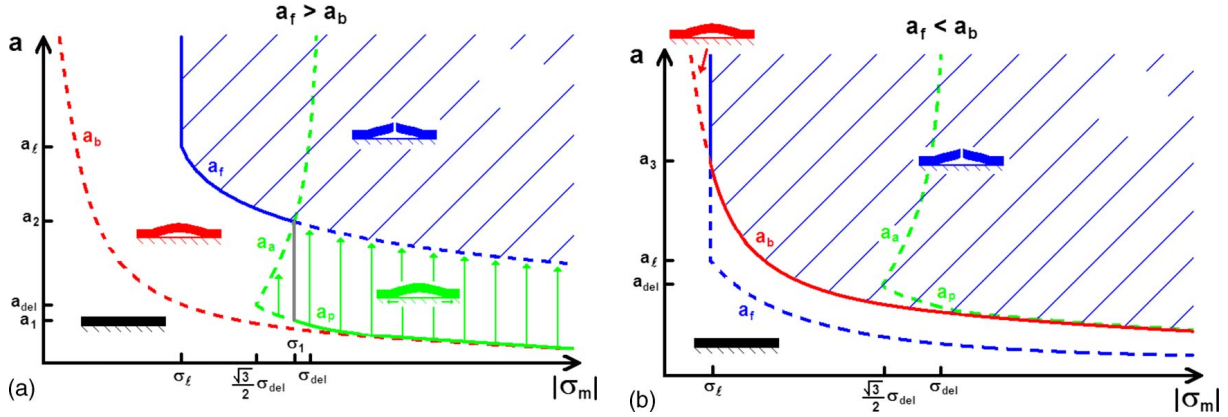 a_f > a_b
a
a_b
a_ℓ
a_f
a_2
a_a
a_del
a_1
a_p
σ_1
σ_ℓ
√3/2 σ_del
σ_del
|σ_m|
(a)
a_f < a_b
a
a_3
a_b
a_a
a_ℓ
a_del
a_p
a_f
σ_ℓ
√3/2 σ_del
σ_del
|σ_m|
(b)